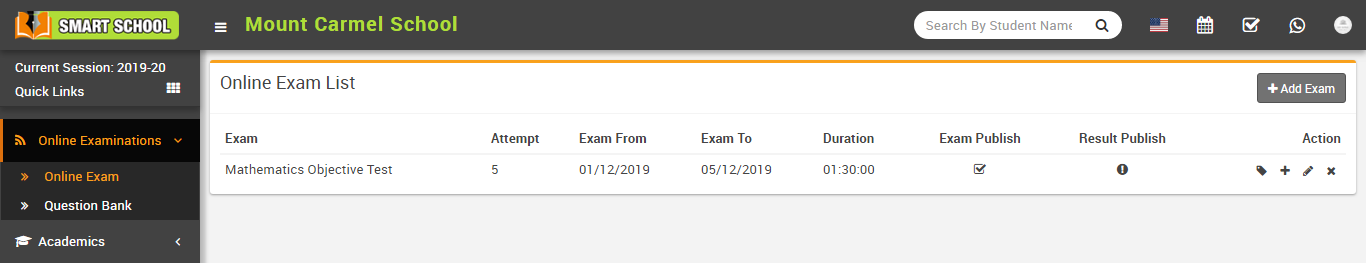 SMART SCHOOL
Mount Carmel School
Search By Student Name
Current Session: 2019-20
Quick Links
Online Exam List
Add Exam
Online Examinations
Online Exam
Question Bank
Academics
Exam Attempt Exam From Exam To Duration Exam Publish Result Publish Action
Mathematics Objective Test 5 01/12/2019 05/12/2019 01:30:00